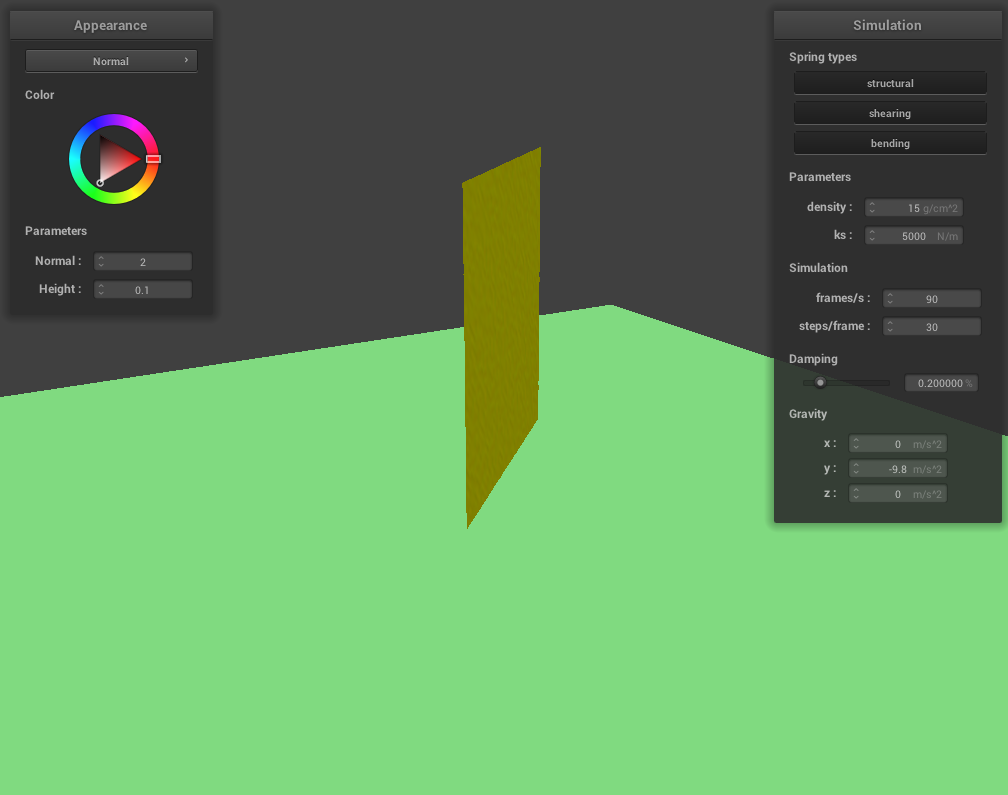 Appearance
Normal
Color
Parameters
Normal : 2
Height : 0.1
Simulation
Spring types
structural
shearing
bending
Parameters
density : 15 g/cm^2
ks : 5000 N/m
Simulation
frames/s : 90
steps/frame : 30
Damping
0.200000 %
Gravity
x : 0 m/s^2
y : -9.8 m/s^2
z : 0 m/s^2